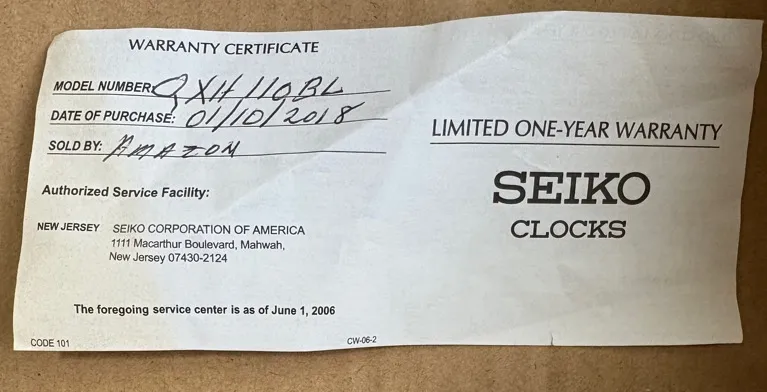 WARRANTY CERTIFICATE
MODEL NUMBER: QXH110BL
DATE OF PURCHASE: 01/10/2018
SOLD BY: AMAZON
Authorized Service Facility:
NEW JERSEY SEIKO CORPORATION OF AMERICA
1111 Macarthur Boulevard, Mahwah,
New Jersey 07430-2124
The foregoing service center is as of June 1, 2006
CODE 101
CW-06-2
LIMITED ONE-YEAR WARRANTY
SEIKO
CLOCKS